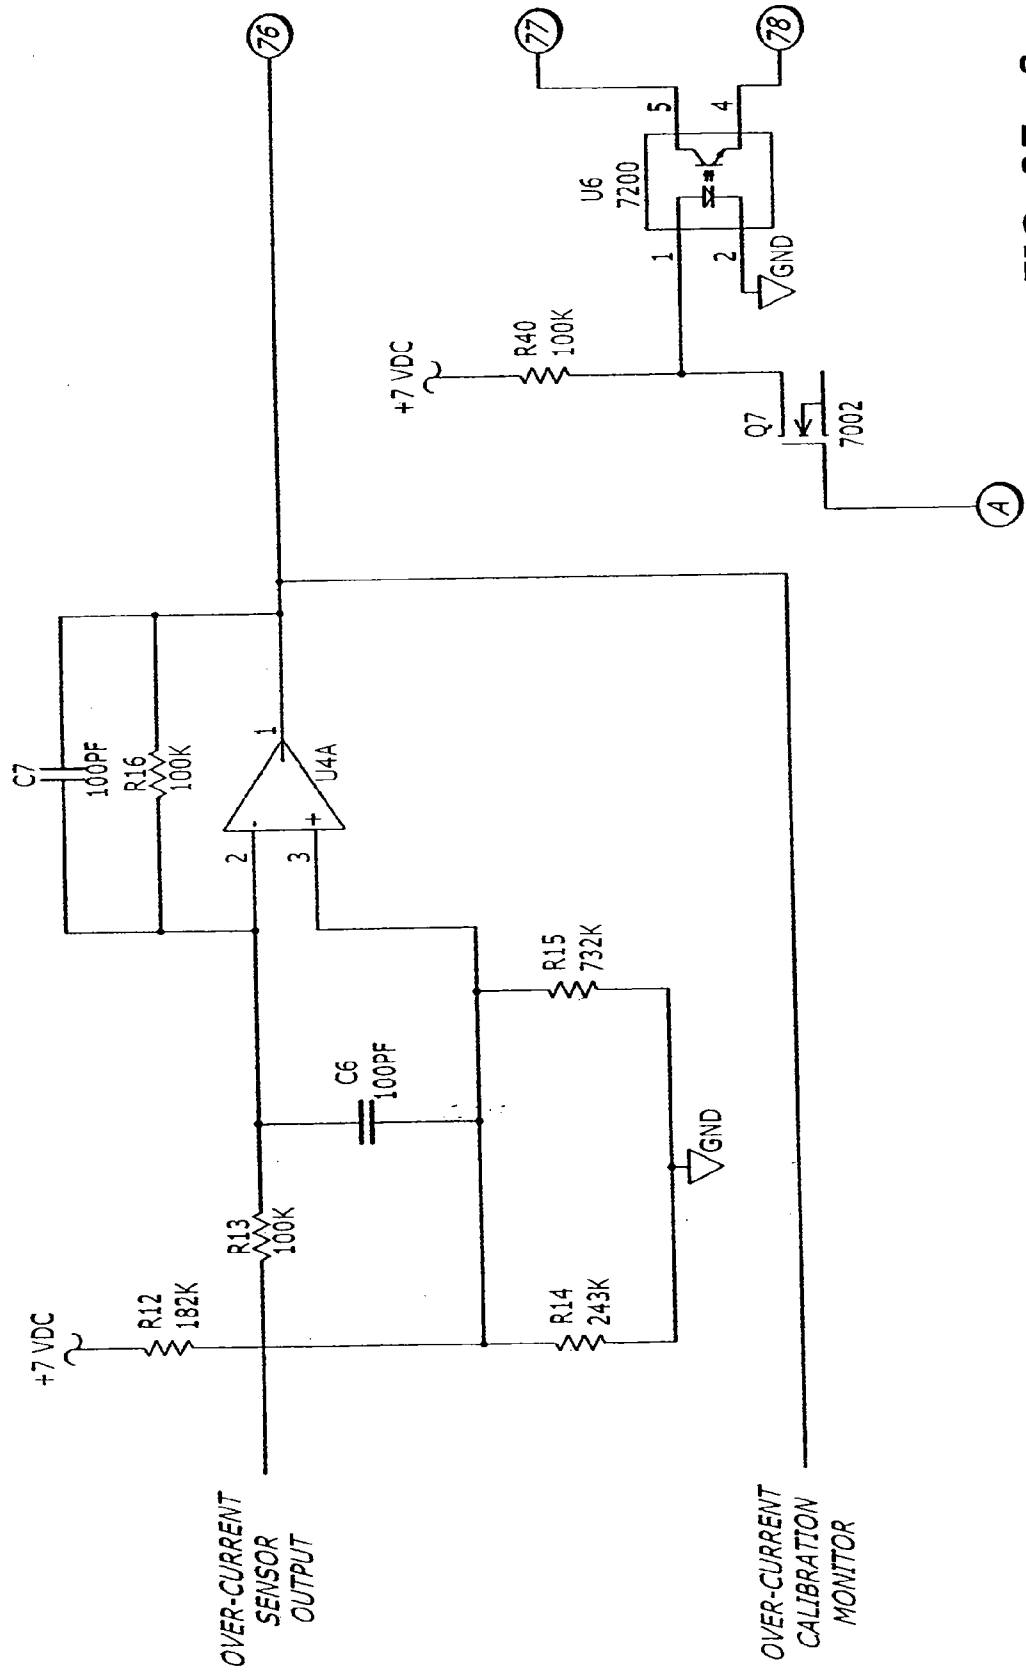 C7
100PF
R16
100K
+7 VDC
R12
182K
R13
100K
C6
100PF
2
3
-
+
1
U4A
76
OVER-CURRENT
SENSOR
OUTPUT
R14
243K
R15
732K
GND
OVER-CURRENT
CALIBRATION
MONITOR
+7 VDC
R40
100K
Q7
7002
A
U6
7200
1
2
5
4
GND
77
78